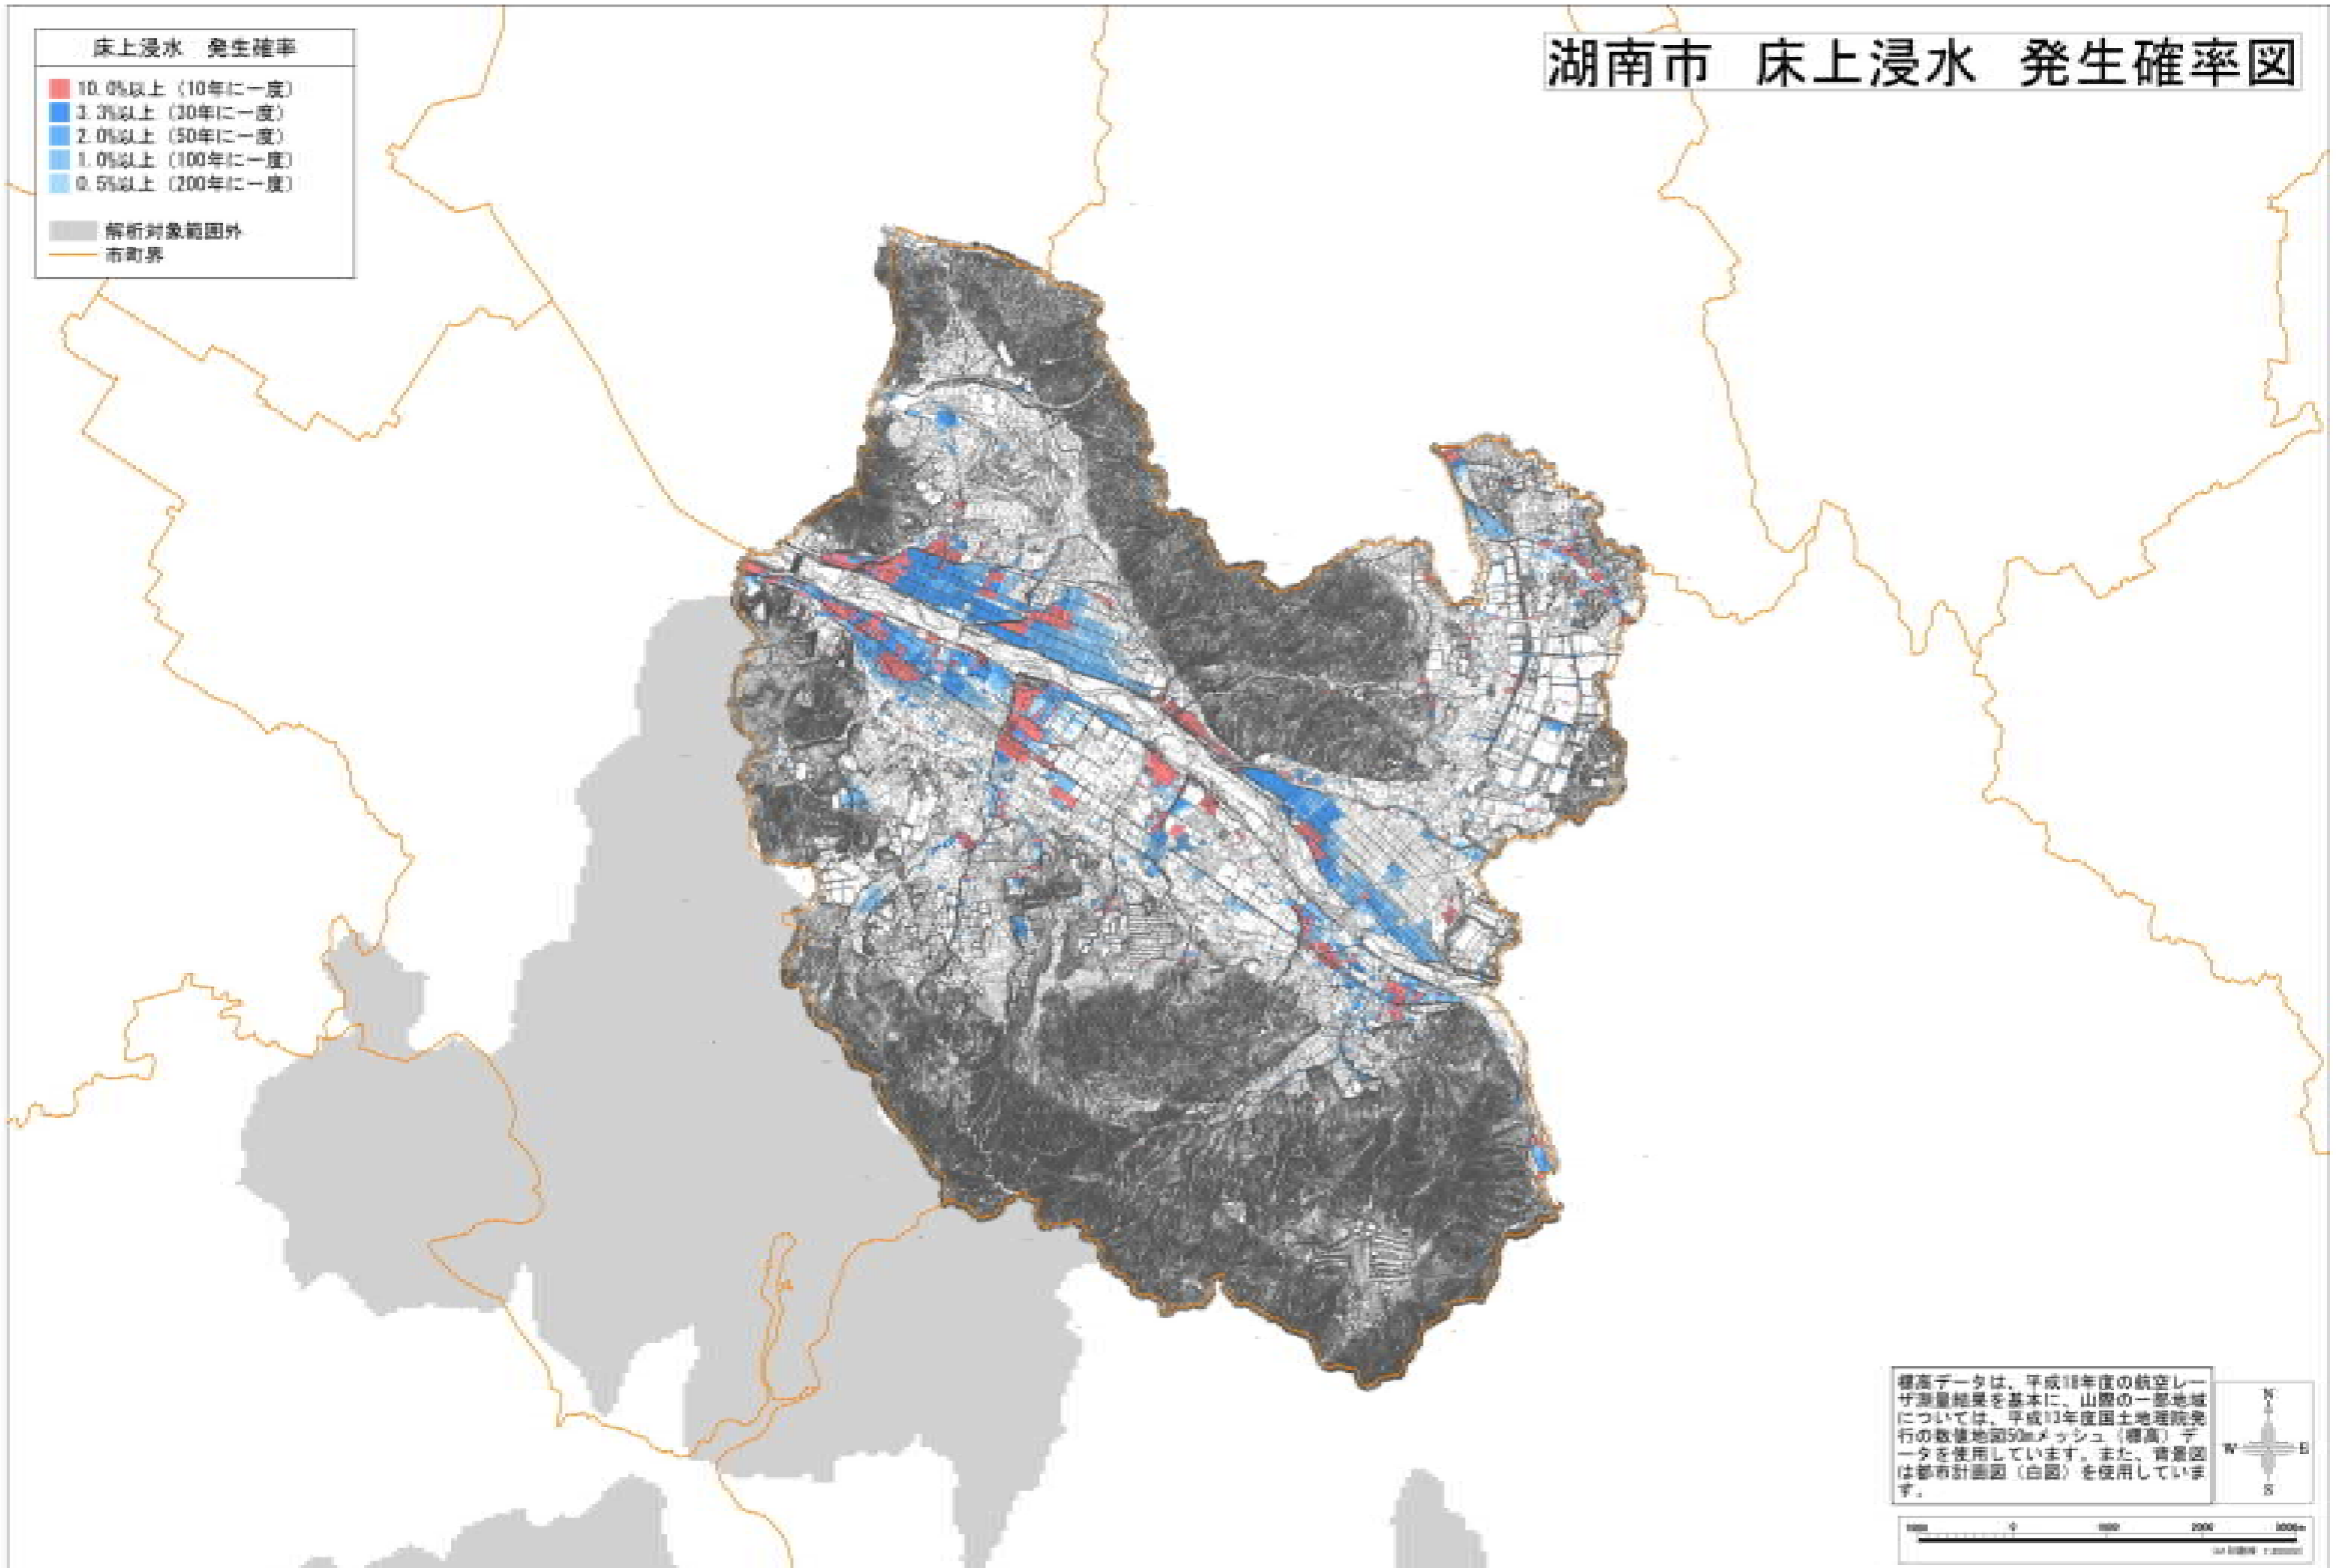 湖南市 床上浸水 発生確率図
床上浸水 発生確率
10.0%以上（10年に一度）
3.3%以上（30年に一度）
2.0%以上（50年に一度）
1.0%以上（100年に一度）
0.5%以上（200年に一度）
解析対象範囲外
市町界
標高データは、平成18年度の航空レー
ザ測量結果を基本に、山間の一部地域
については、平成13年度国土地理院発
行の数値地図50mメッシュ（標高）デ
ータを使用しています。また、背景図
は都市計画図（白図）を使用していま
す。
N
W E
S
1000 0 1000 2000 3000m